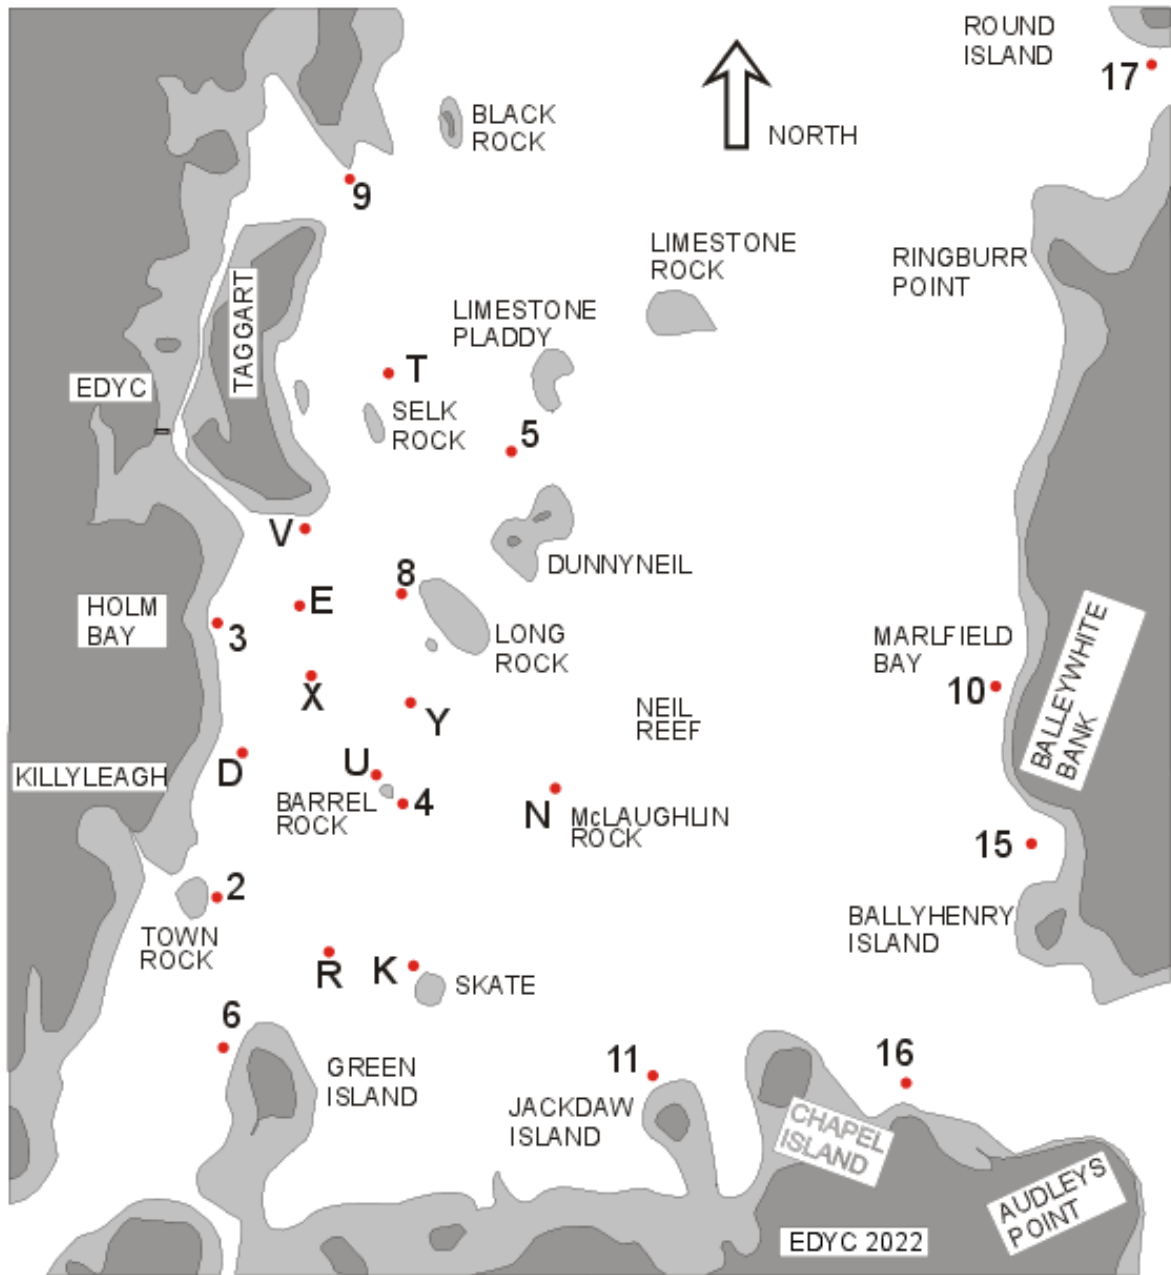 ROUND
ISLAND
17
BLACK
ROCK
NORTH
9
LIMESTONE
ROCK
RINGBURR
POINT
TAGGART
LIMESTONE
PLADDY
T
EDYC
SELK
ROCK
5
V
DUNNYNEIL
8
E
HOLM
BAY
3
LONG
ROCK
MARLFIELD
BAY
10
BALLEYWHITE
BANK
X
Y
NEIL
REEF
D
U
KILLYLEAGH
BARREL
ROCK
4
N
McLAUGHLIN
ROCK
15
2
TOWN
ROCK
BALLYHENRY
ISLAND
R
K
SKATE
6
GREEN
ISLAND
11
16
JACKDAW
ISLAND
CHAPEL
ISLAND
AUDLEYS
POINT
EDYC 2022